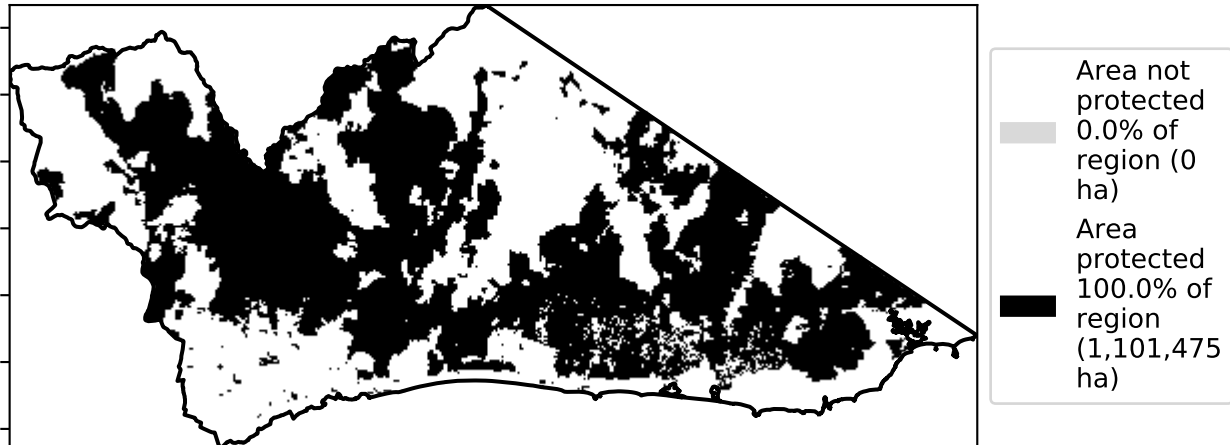 Area not
protected
0.0% of
region (0
ha)
Area
protected
100.0% of
region
(1,101,475
ha)